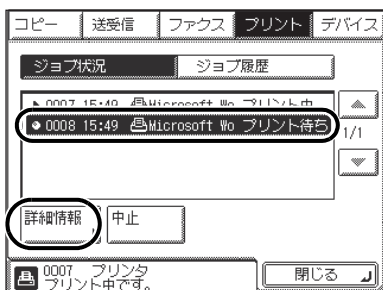 コピー 送受信 ファクス プリント デバイス
ジョブ状況 ジョブ履歴
0007 15:49 Microsoft Wo プリント中
0008 15:49 Microsoft Wo プリント待ち
1/1
詳細情報 中止
0007 プリンタ
プリント中です。
閉じる